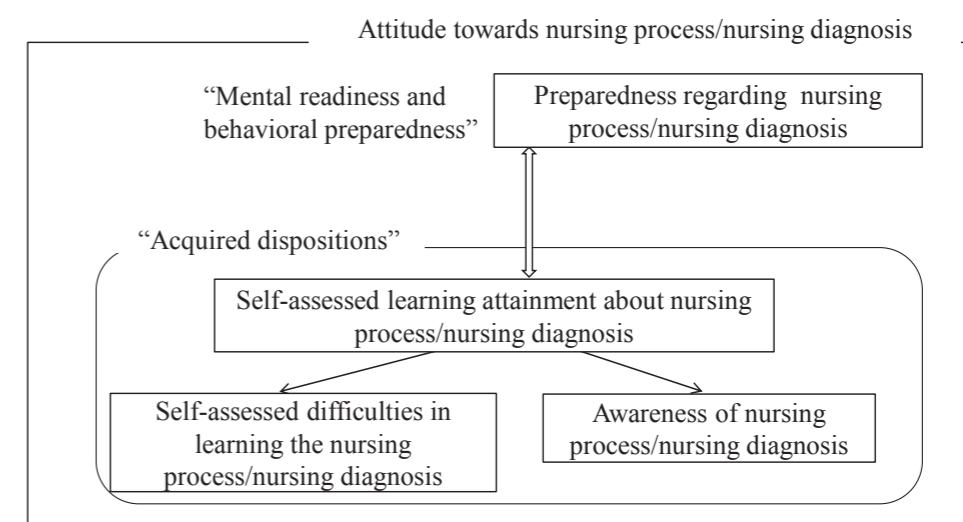 Attitude towards nursing process/nursing diagnosis
“Mental readiness and
behavioral preparedness”
Preparedness regarding nursing
process/nursing diagnosis
“Acquired dispositions”
Self-assessed learning attainment about nursing
process/nursing diagnosis
Self-assessed difficulties in
learning the nursing
process/nursing diagnosis
Awareness of nursing
process/nursing diagnosis